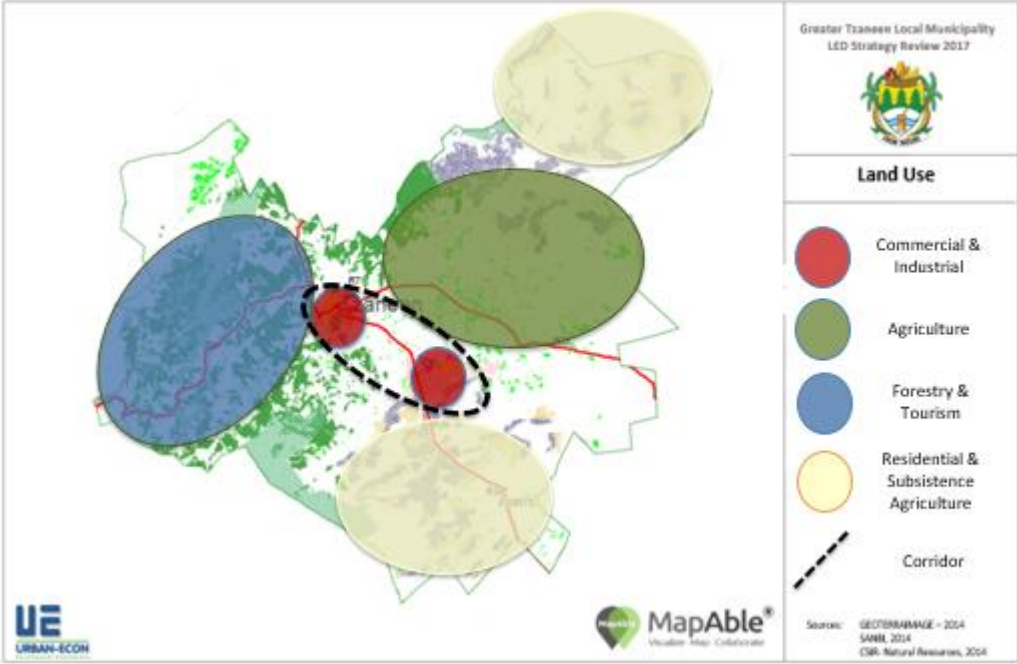 Greater Tzaneen Local Municipality
LED Strategy Review 2017
Land Use
Commercial &
Industrial
Agriculture
Forestry &
Tourism
Residential &
Subsistence
Agriculture
Corridor
Sources: GEOTERRAIMAGE – 2014
SANBI, 2014
CSIR- Natural Resources, 2014
UE
URBAN-ECON
MapAble
MapAble®
Visualise Map Collaborate